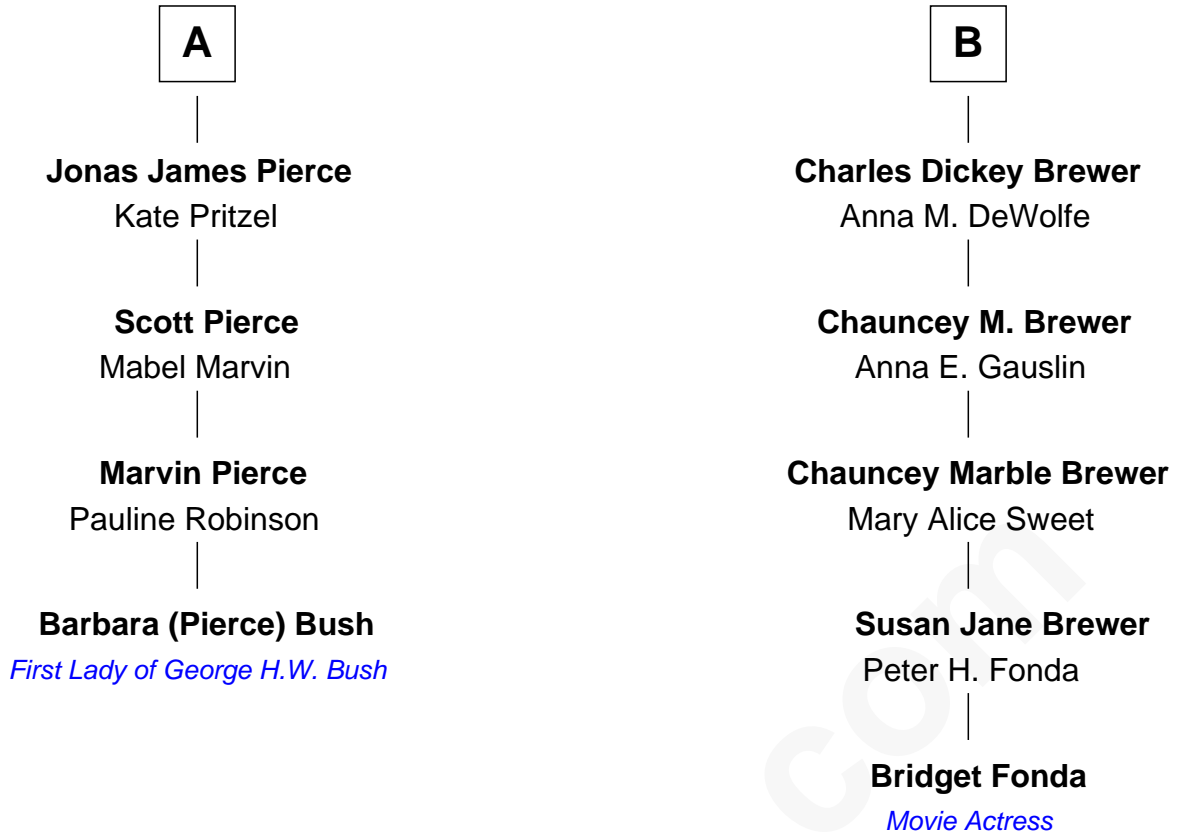 A
Jonas James Pierce
Kate Pritzel
Scott Pierce
Mabel Marvin
Marvin Pierce
Pauline Robinson
Barbara (Pierce) Bush
First Lady of George H.W. Bush
B
Charles Dickey Brewer
Anna M. DeWolfe
Chauncey M. Brewer
Anna E. Gauslin
Chauncey Marble Brewer
Mary Alice Sweet
Susan Jane Brewer
Peter H. Fonda
Bridget Fonda
Movie Actress
com